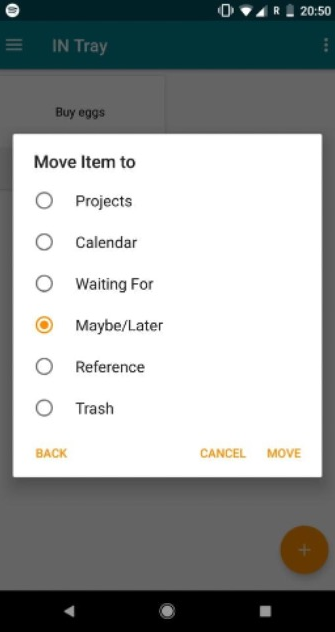 R 20:50
IN Tray
Buy eggs
Move Item to
Projects
Calendar
Waiting For
Maybe/Later
Reference
Trash
BACK CANCEL MOVE